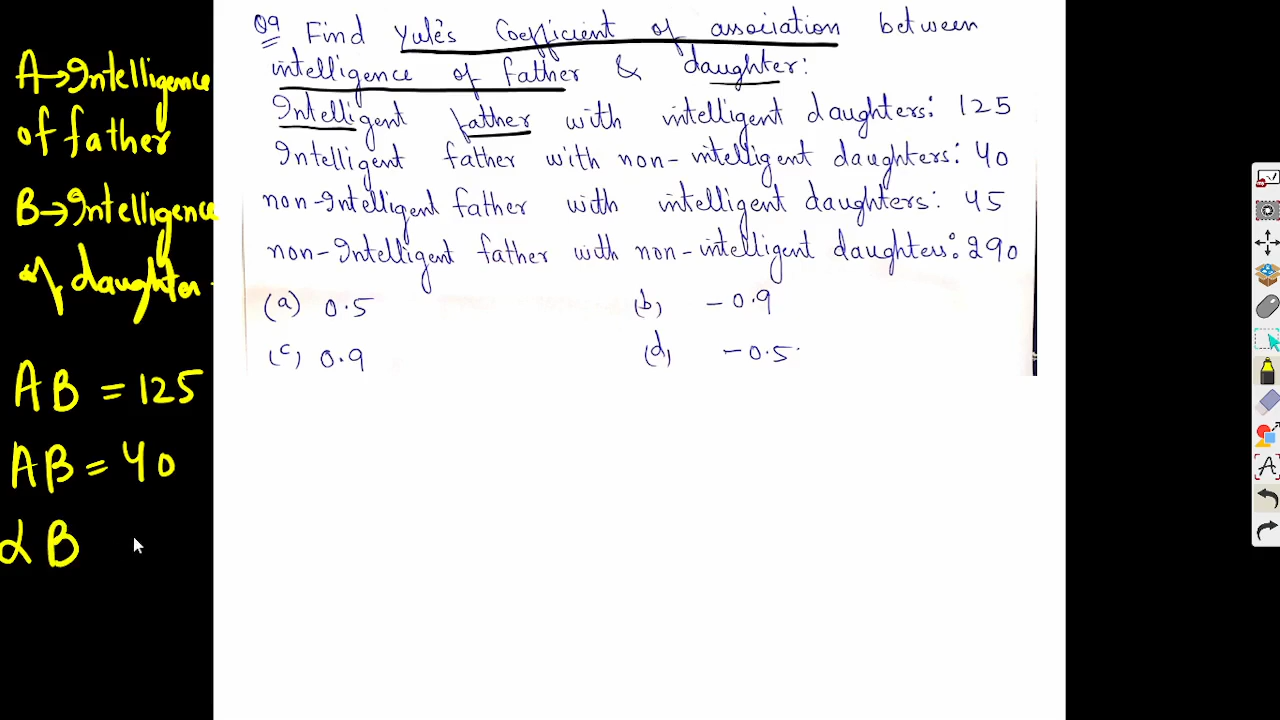 Q9 Find Yule's Coefficient of association between
intelligence of father & daughter:
Intelligent father with intelligent daughters: 125
Intelligent father with non-intelligent daughters: 40
non-Intelligent father with intelligent daughters: 45
non-Intelligent father with non-intelligent daughters: 290
(a) 0.5 (b) -0.9
(c) 0.9 (d) -0.5
A→Intelligence
of father
B→Intelligence
of daughter.
AB = 125
Aβ = 40
αB